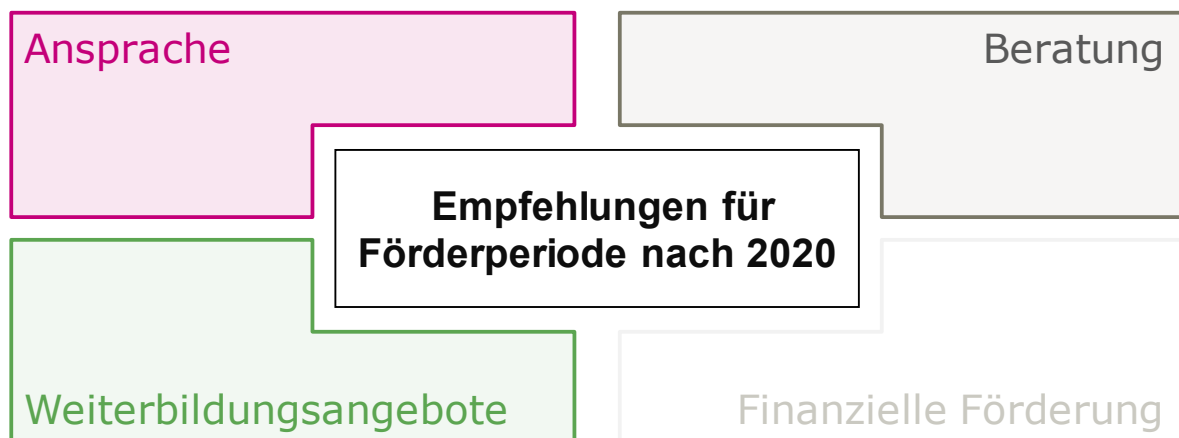 Ansprache
Beratung
Empfehlungen für
Förderperiode nach 2020
Weiterbildungsangebote
Finanzielle Förderung